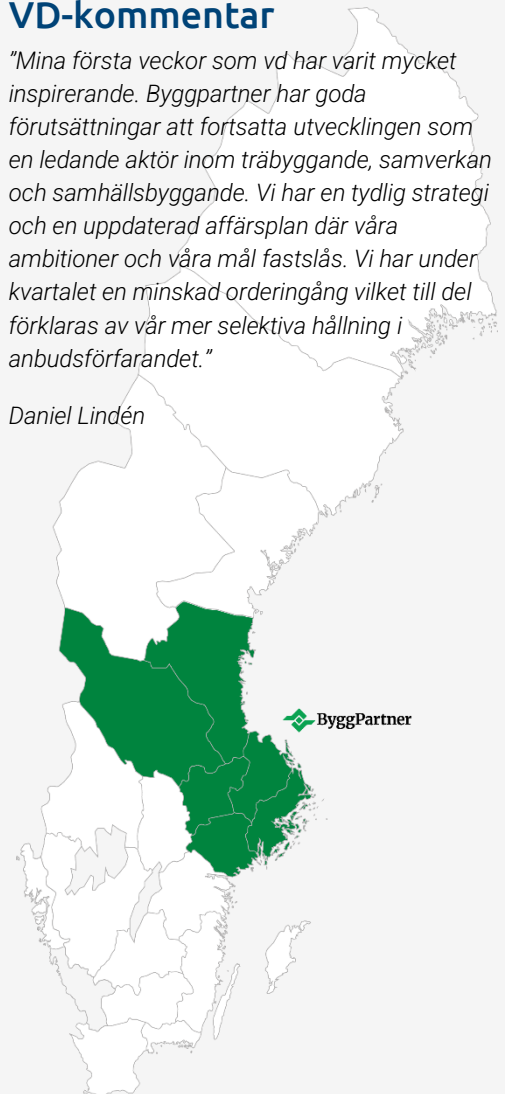 VD-kommentar
”Mina första veckor som vd har varit mycket
inspirerande. Byggpartner har goda
förutsättningar att fortsatta utvecklingen som
en ledande aktör inom träbyggande, samverkan
och samhällsbyggande. Vi har en tydlig strategi
och en uppdaterad affärsplan där våra
ambitioner och våra mål fastslås. Vi har under
kvartalet en minskad orderingång vilket till del
förklaras av vår mer selektiva hållning i
anbudsförfarandet.”
Daniel Lindén
ByggPartner